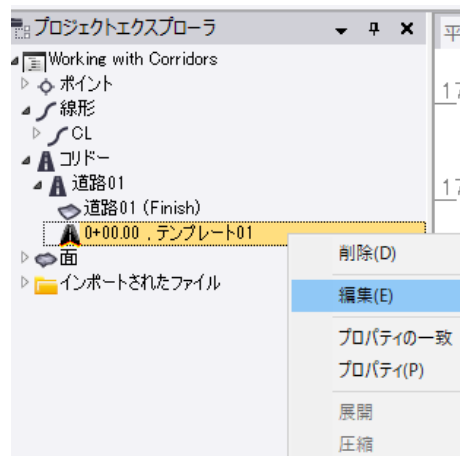 プロジェクトエクスプローラ
平
Working with Corridors
ポイント
17
線形
CL
コリドー
道路01
17
道路01 (Finish)
0+00.00 , テンプレート01
面
削除(D)
インポートされたファイル
編集(E)
プロパティの一致
プロパティ(P)
展開
圧縮